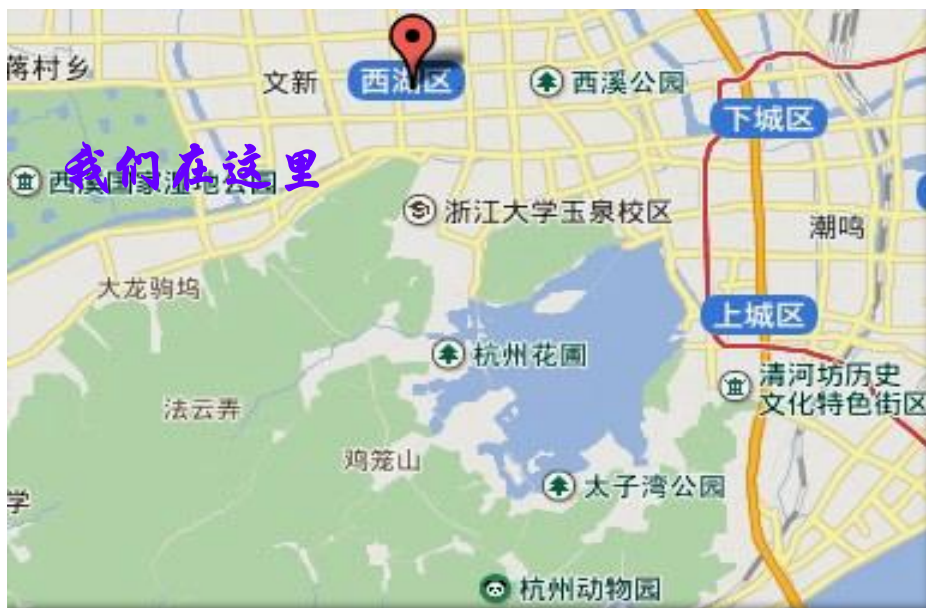 蒋村乡
文新
西湖区
西溪公园
下城区
我们在这里
西溪国家湿地公园
浙江大学玉泉校区
潮鸣
大龙驹坞
上城区
杭州花圃
清河坊历史
文化特色街区
法云弄
鸡笼山
太子湾公园
学
杭州动物园